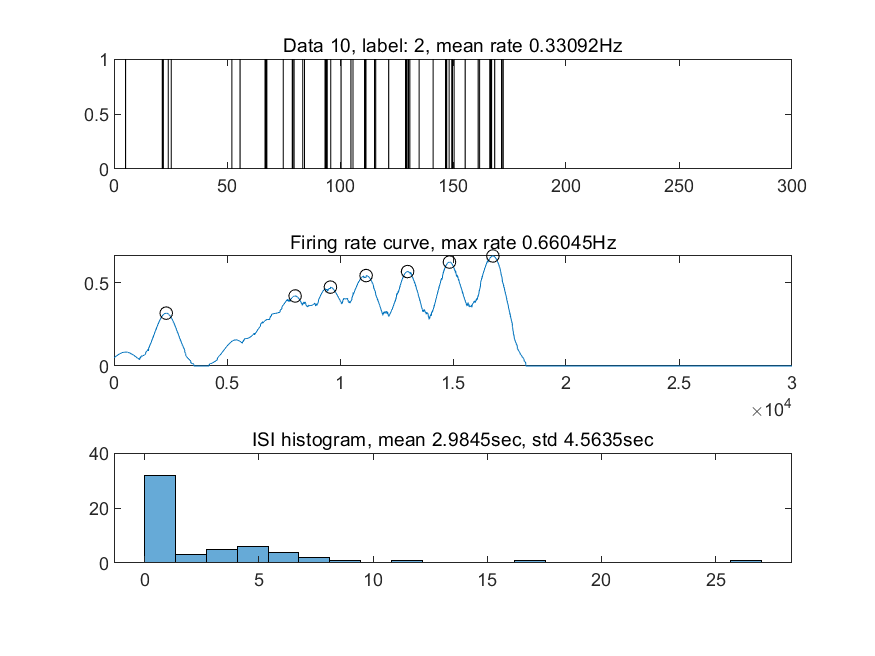 Data 10, label: 2, mean rate 0.33092Hz
1
0.5
0
0 50 100 150 200 250 300
Firing rate curve, max rate 0.66045Hz
0.5
0
0 0.5 1 1.5 2 2.5 3
×10⁴
ISI histogram, mean 2.9845sec, std 4.5635sec
40
20
0
0 5 10 15 20 25